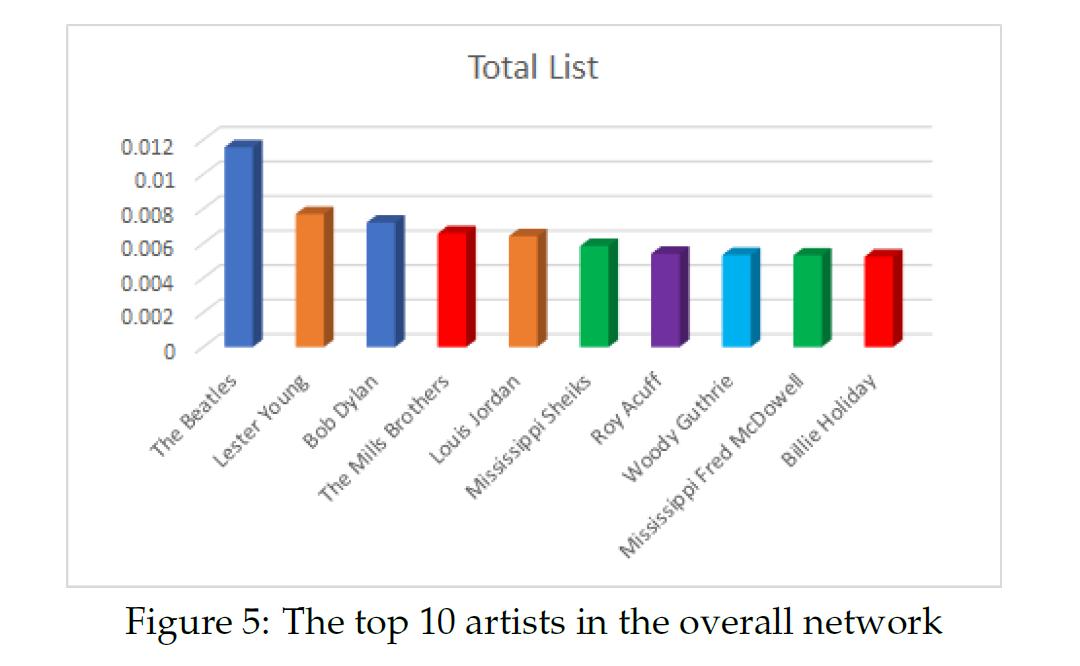 Total List
0.012
0.01
0.008
0.006
0.004
0.002
0
The Beatles
Lester Young
Bob Dylan
The Mills Brothers
Louis Jordan
Mississippi Sheiks
Roy Acuff
Woody Guthrie
Mississippi Fred McDowell
Billie Holiday
Figure 5: The top 10 artists in the overall network